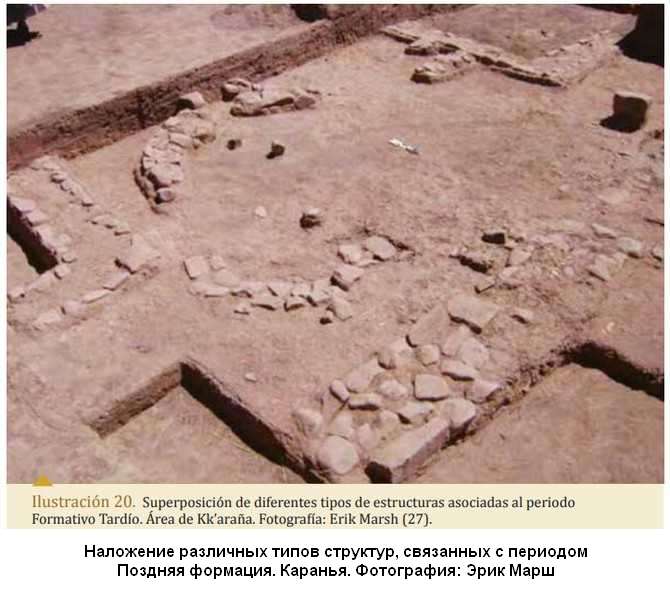 Ilustración 20. Superposición de diferentes tipos de estructuras asociadas al periodo
Formativo Tardío. Área de Kk’araña. Fotografía: Erik Marsh (27).
Наложение различных типов структур, связанных с периодом
Поздняя формация. Каранья. Фотография: Эрик Марш